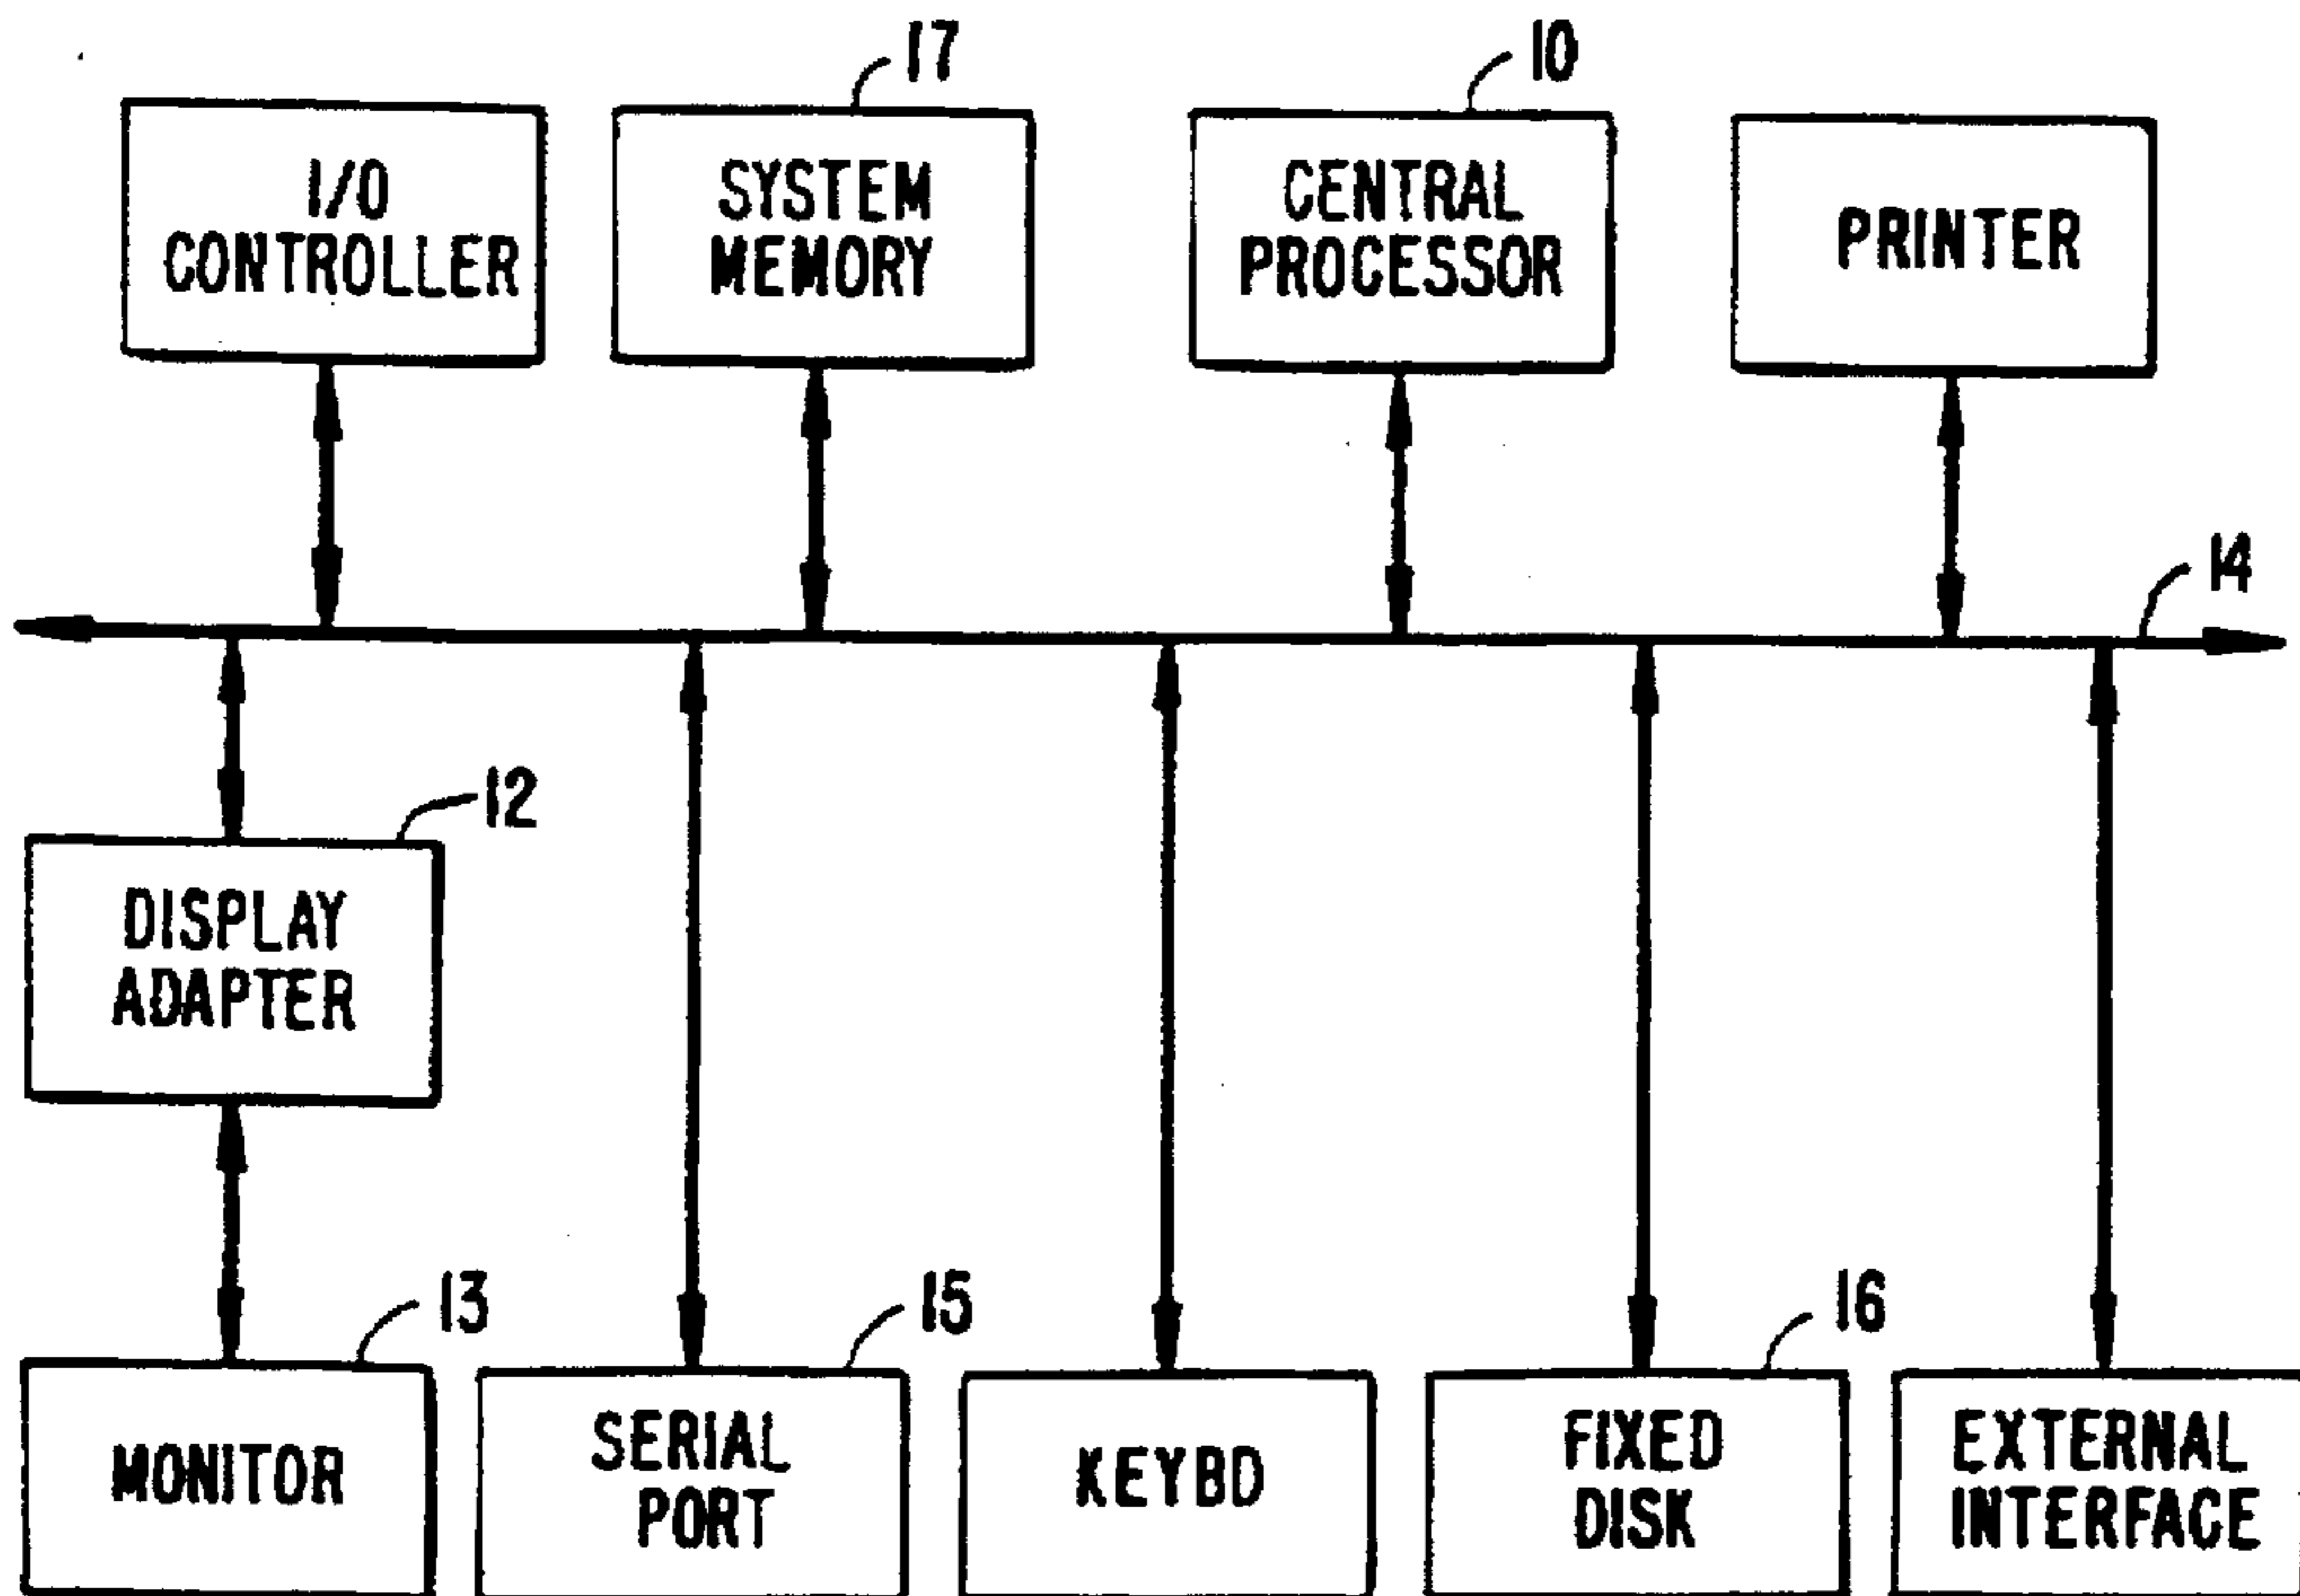 17
10
I/O
CONTROLLER
SYSTEM
MEMORY
CENTRAL
PROCESSOR
PRINTER
14
12
DISPLAY
ADAPTER
13
15
16
MONITOR
SERIAL
PORT
KEYBD
FIXED
DISK
EXTERNAL
INTERFACE